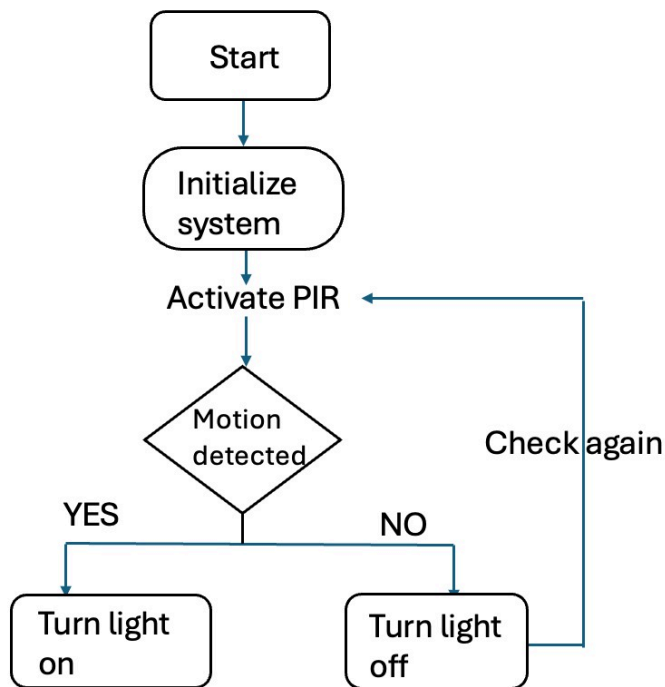 Start
Initialize
system
Activate PIR
Motion
detected
Check again
YES
NO
Turn light
on
Turn light
off